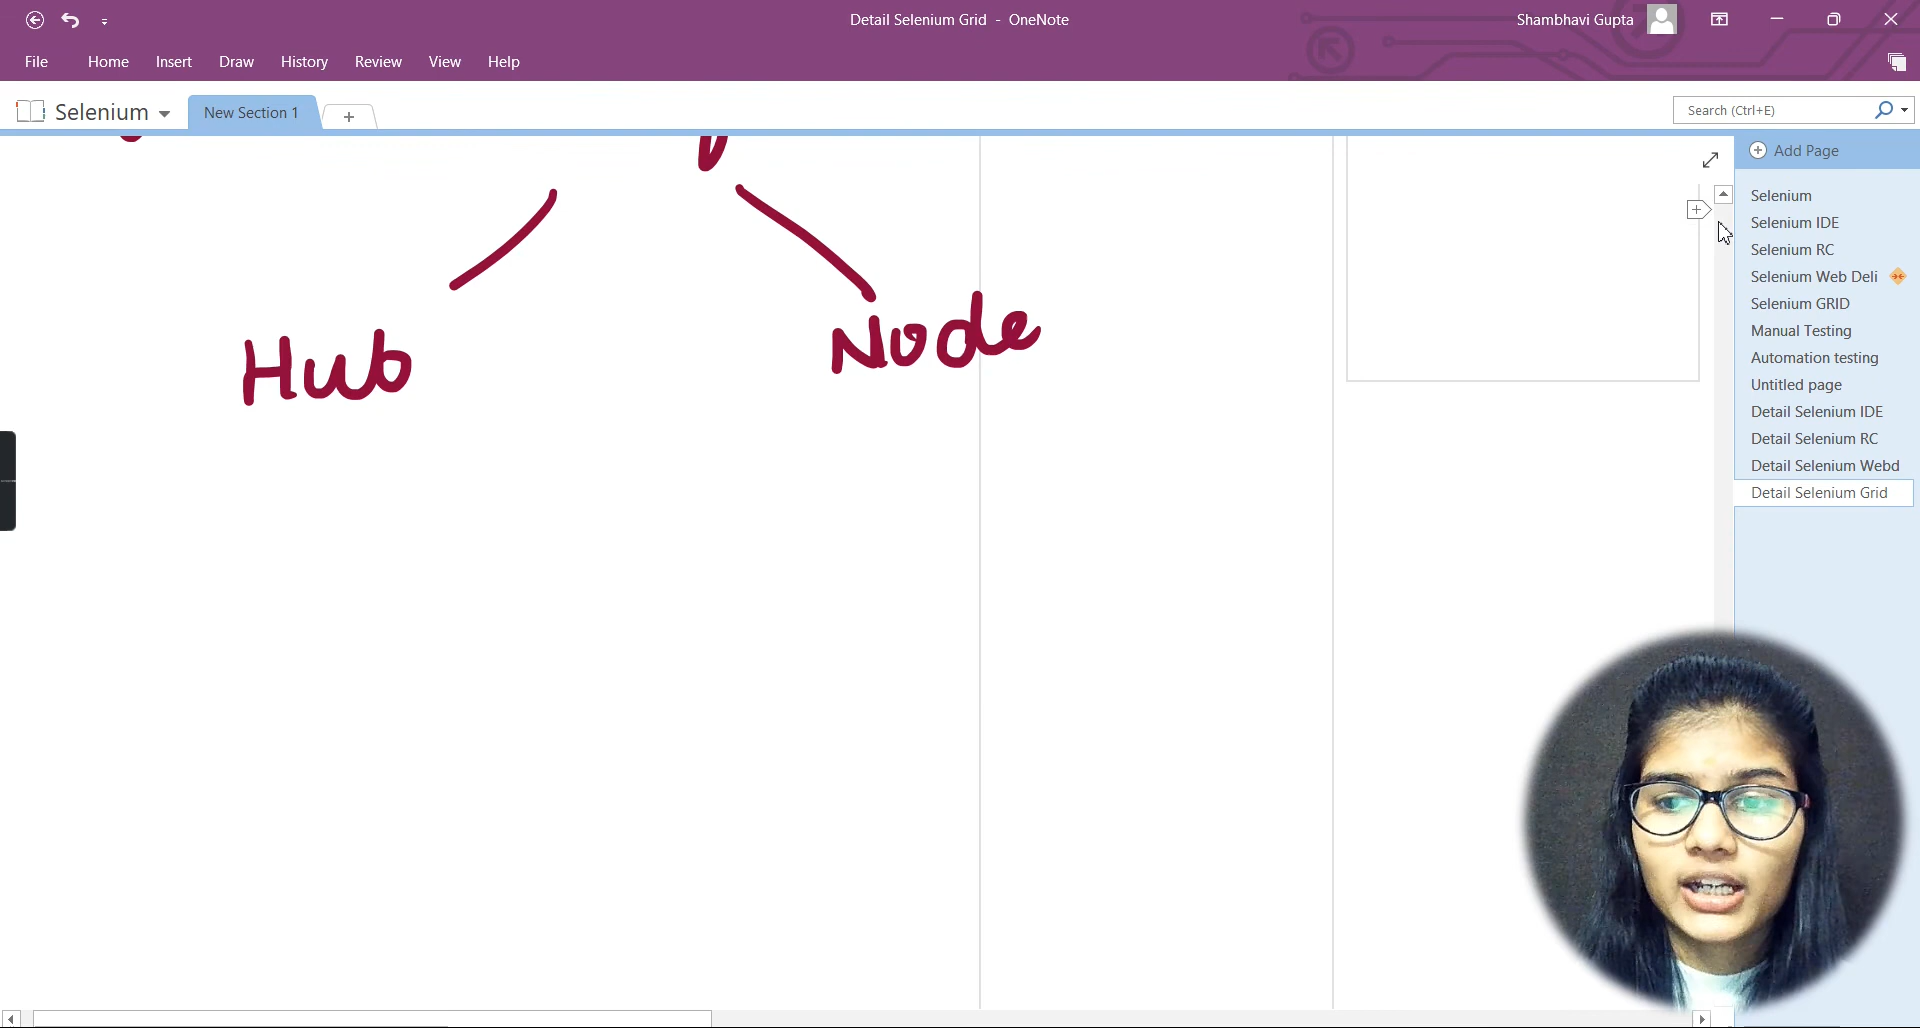 Detail Selenium Grid - OneNote
Shambhavi Gupta
File Home Insert Draw History Review View Help
Selenium
New Section 1
Search (Ctrl+E)
Add Page
Selenium
Selenium IDE
Selenium RC
Selenium Web Deli
Selenium GRID
Manual Testing
Automation testing
Untitled page
Detail Selenium IDE
Detail Selenium RC
Detail Selenium Webd
Detail Selenium Grid
Hub
Node